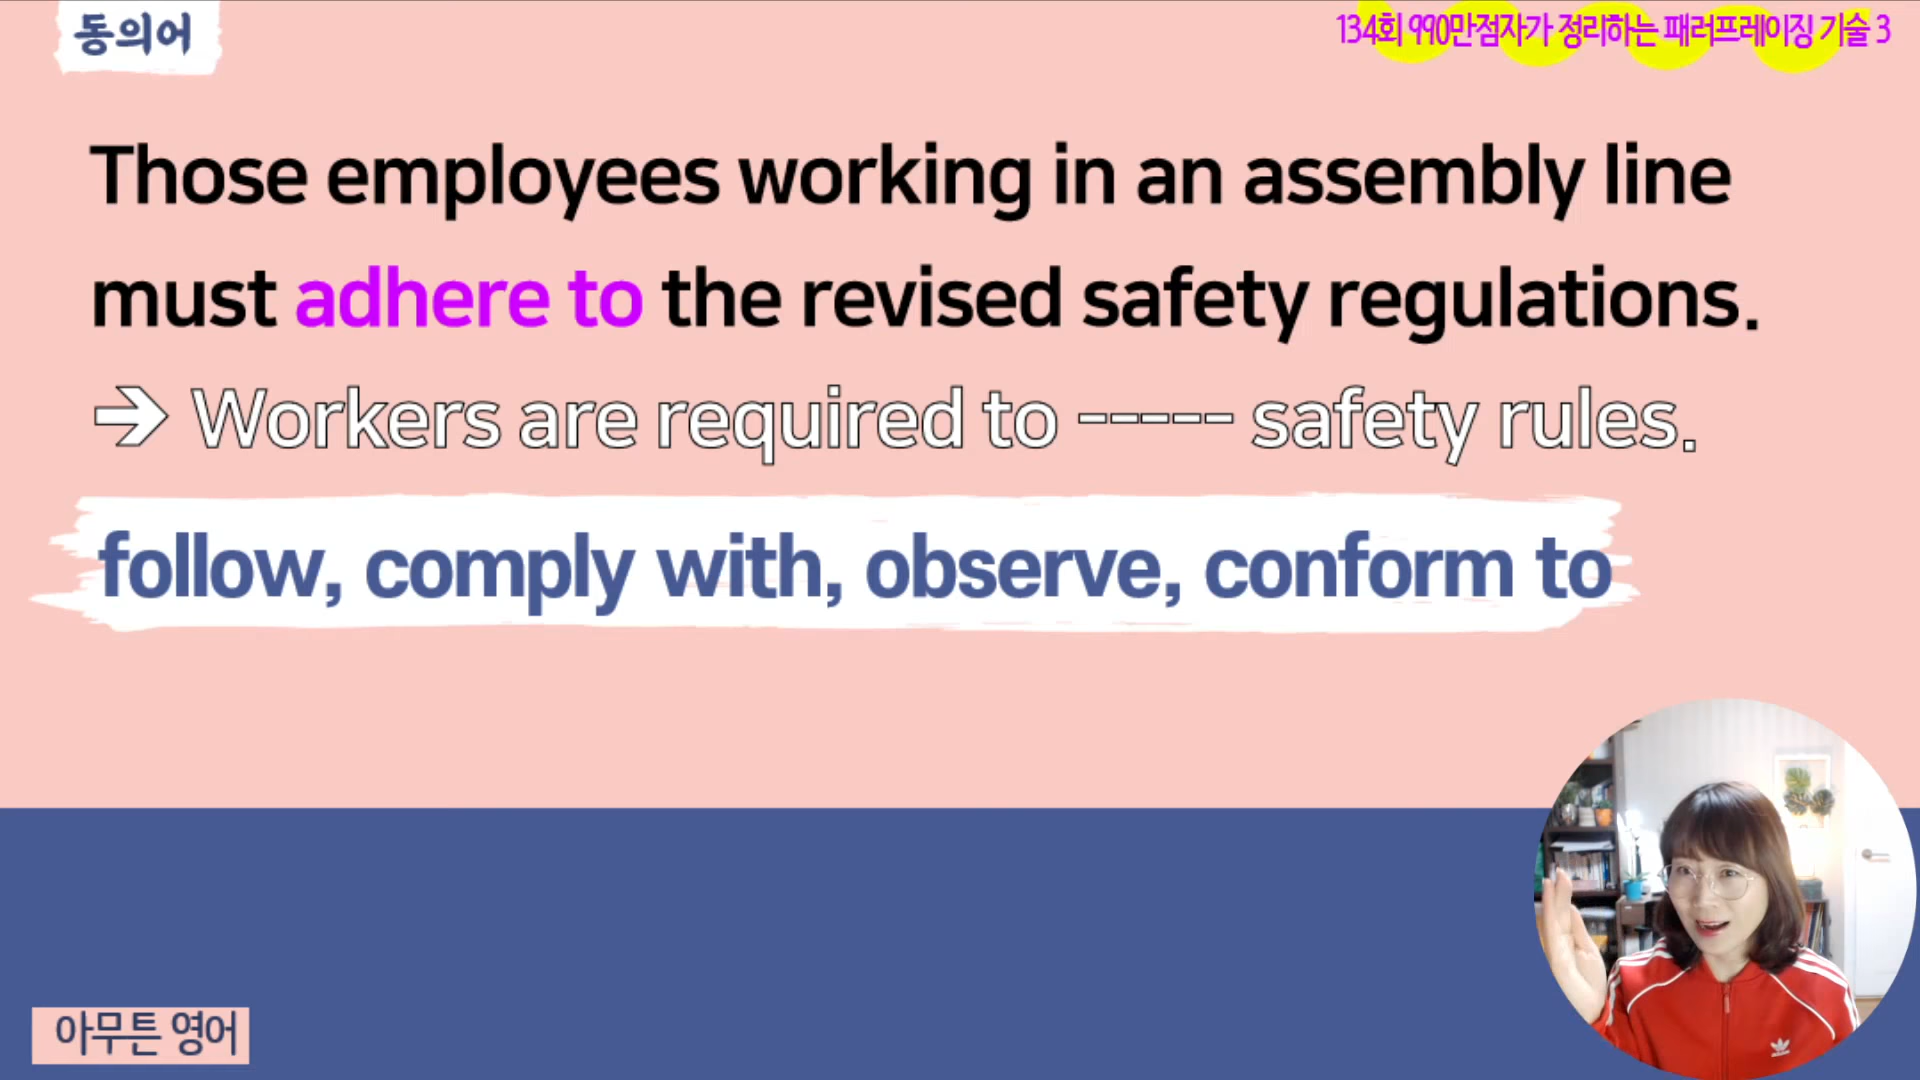 동의어
134회 990만점자가 정리하는 패러프레이징 기술 3
Those employees working in an assembly line
must adhere to the revised safety regulations.
➔ Workers are required to ----- safety rules.
follow, comply with, observe, conform to
아무튼 영어